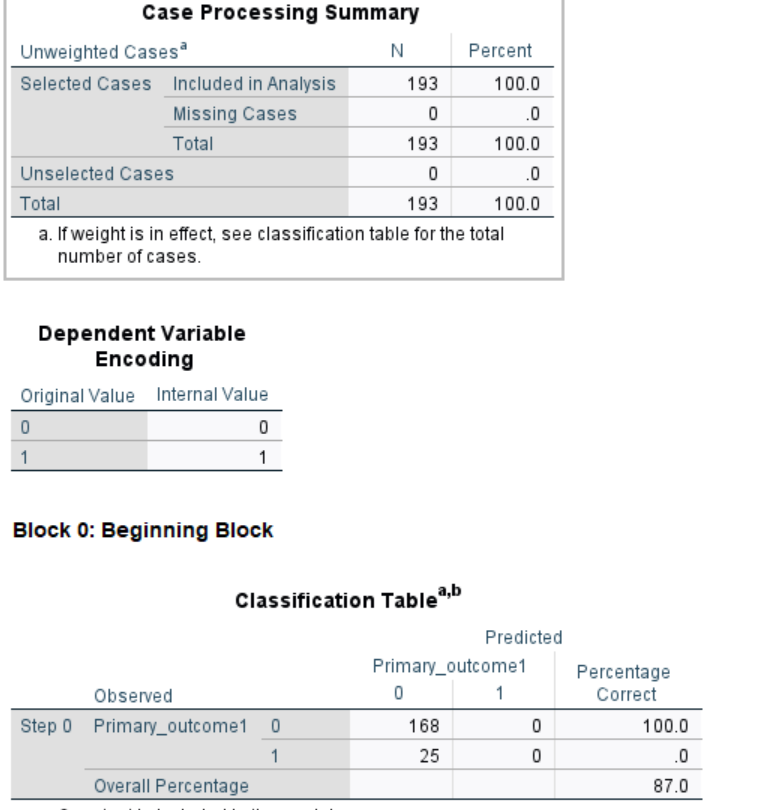 Case Processing Summary
Unweighted Casesa N Percent
Selected Cases Included in Analysis 193 100.0
Missing Cases 0 .0
Total 193 100.0
Unselected Cases 0 .0
Total 193 100.0
a. If weight is in effect, see classification table for the total
number of cases.
Dependent Variable
Encoding
Original Value Internal Value
0 0
1 1
Block 0: Beginning Block
Classification Tablea,b
Predicted
Primary_outcome1 Percentage
Correct
Observed 0 1
Step 0 Primary_outcome1 0 168 0 100.0
1 25 0 .0
Overall Percentage 87.0